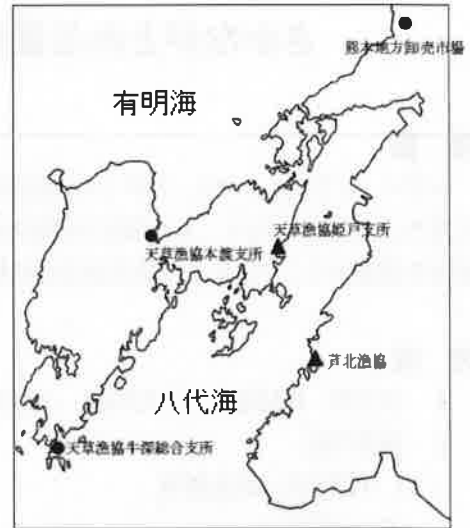 熊本地方卸売市場
有明海
天草漁協姫戸支所
天草漁協本渡支所
芦北漁協
八代海
天草漁協牛深総合支所